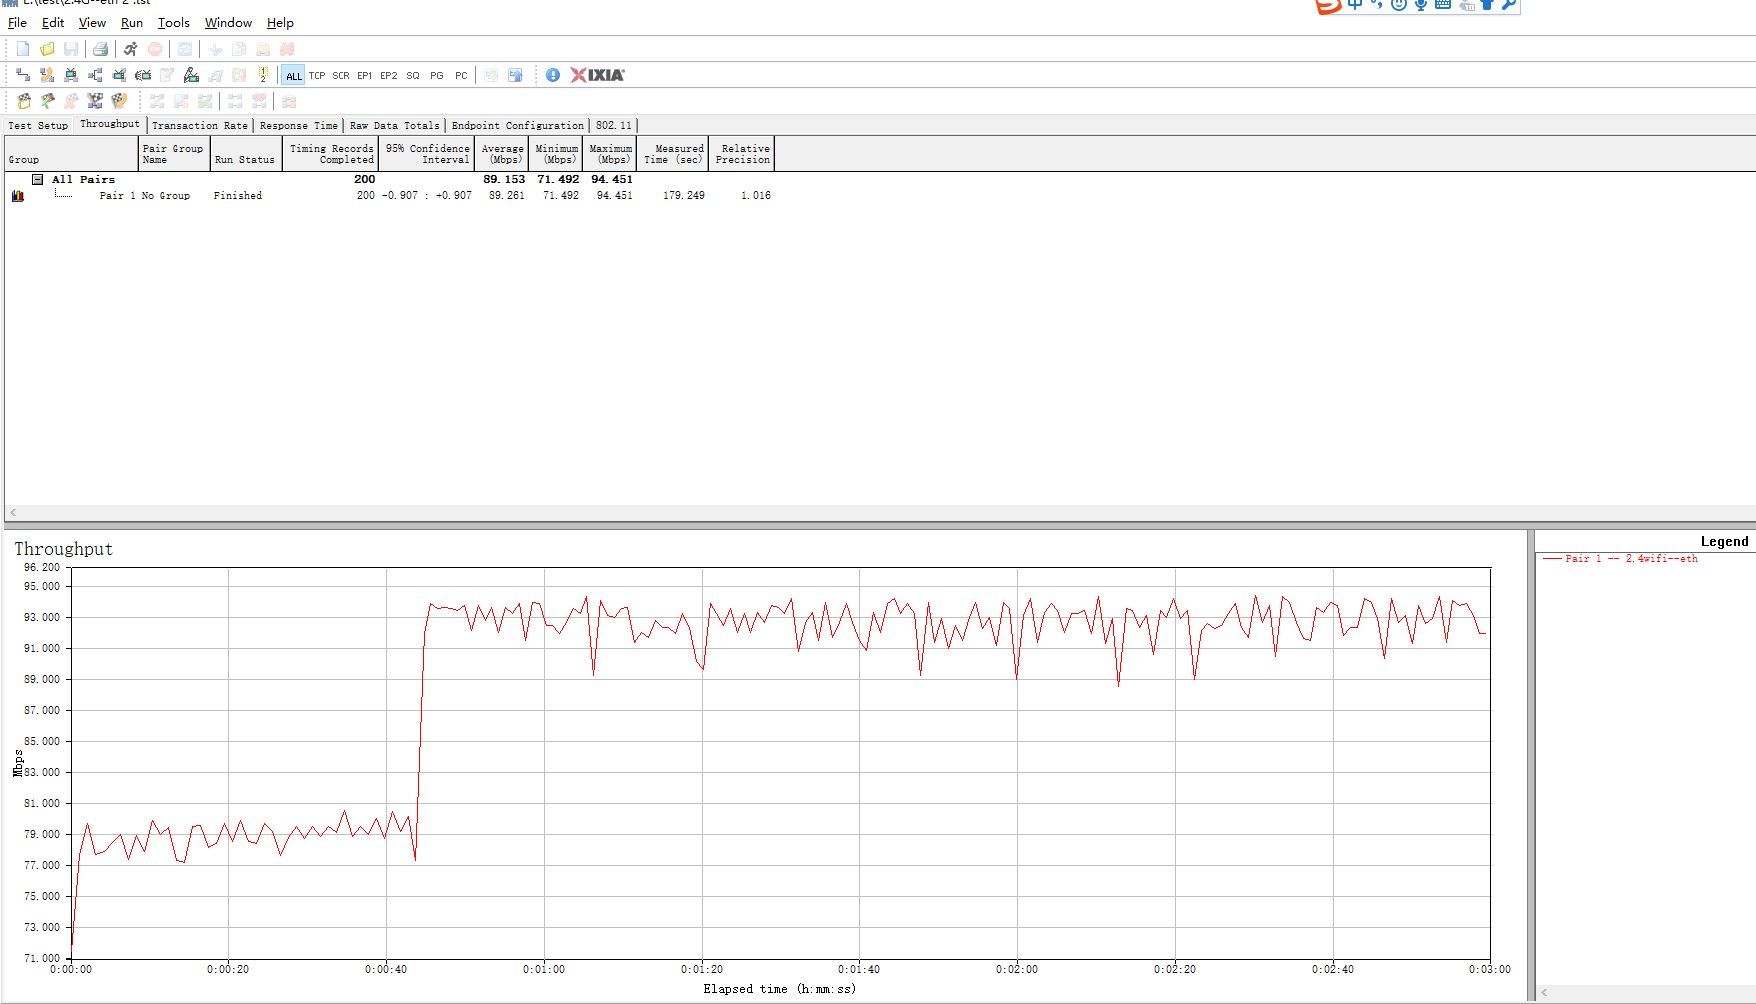 File Edit View Run Tools Window Help
ALL TCP SCR EP1 EP2 SQ PG PC IXIA
Test Setup Throughput Transaction Rate Response Time Raw Data Totals Endpoint Configuration 802.11
Group Pair Group Name Run Status Timing Records Completed 95% Confidence Interval Average (Mbps) Minimum (Mbps) Maximum (Mbps) Measured Time (sec) Relative Precision
All Pairs 200 89.153 71.492 94.451
Pair 1 No Group Finished 200 -0.907 : +0.907 89.261 71.492 94.451 179.249 1.016
Throughput
Legend
Pair 1 -- 2.4wifi--eth
96.200
95.000
93.000
91.000
89.000
87.000
85.000
83.000
81.000
79.000
77.000
75.000
73.000
71.000
Mbps
0:00:00 0:00:20 0:00:40 0:01:00 0:01:20 0:01:40 0:02:00 0:02:20 0:02:40 0:03:00
Elapsed time (h:mm:ss)